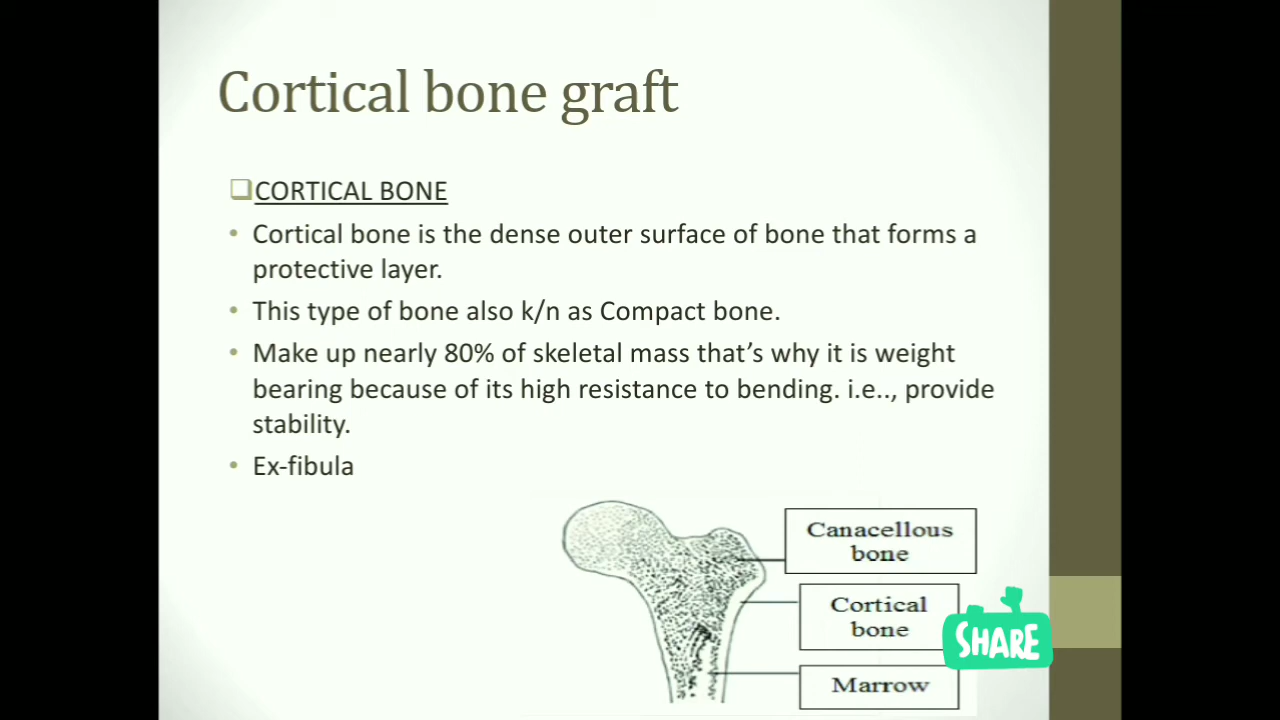 Cortical bone graft
CORTICAL BONE
• Cortical bone is the dense outer surface of bone that forms a
protective layer.
• This type of bone also k/n as Compact bone.
• Make up nearly 80% of skeletal mass that’s why it is weight
bearing because of its high resistance to bending. i.e.., provide
stability.
• Ex-fibula
Canacellous
bone
Cortical
bone
SHARE
Marrow